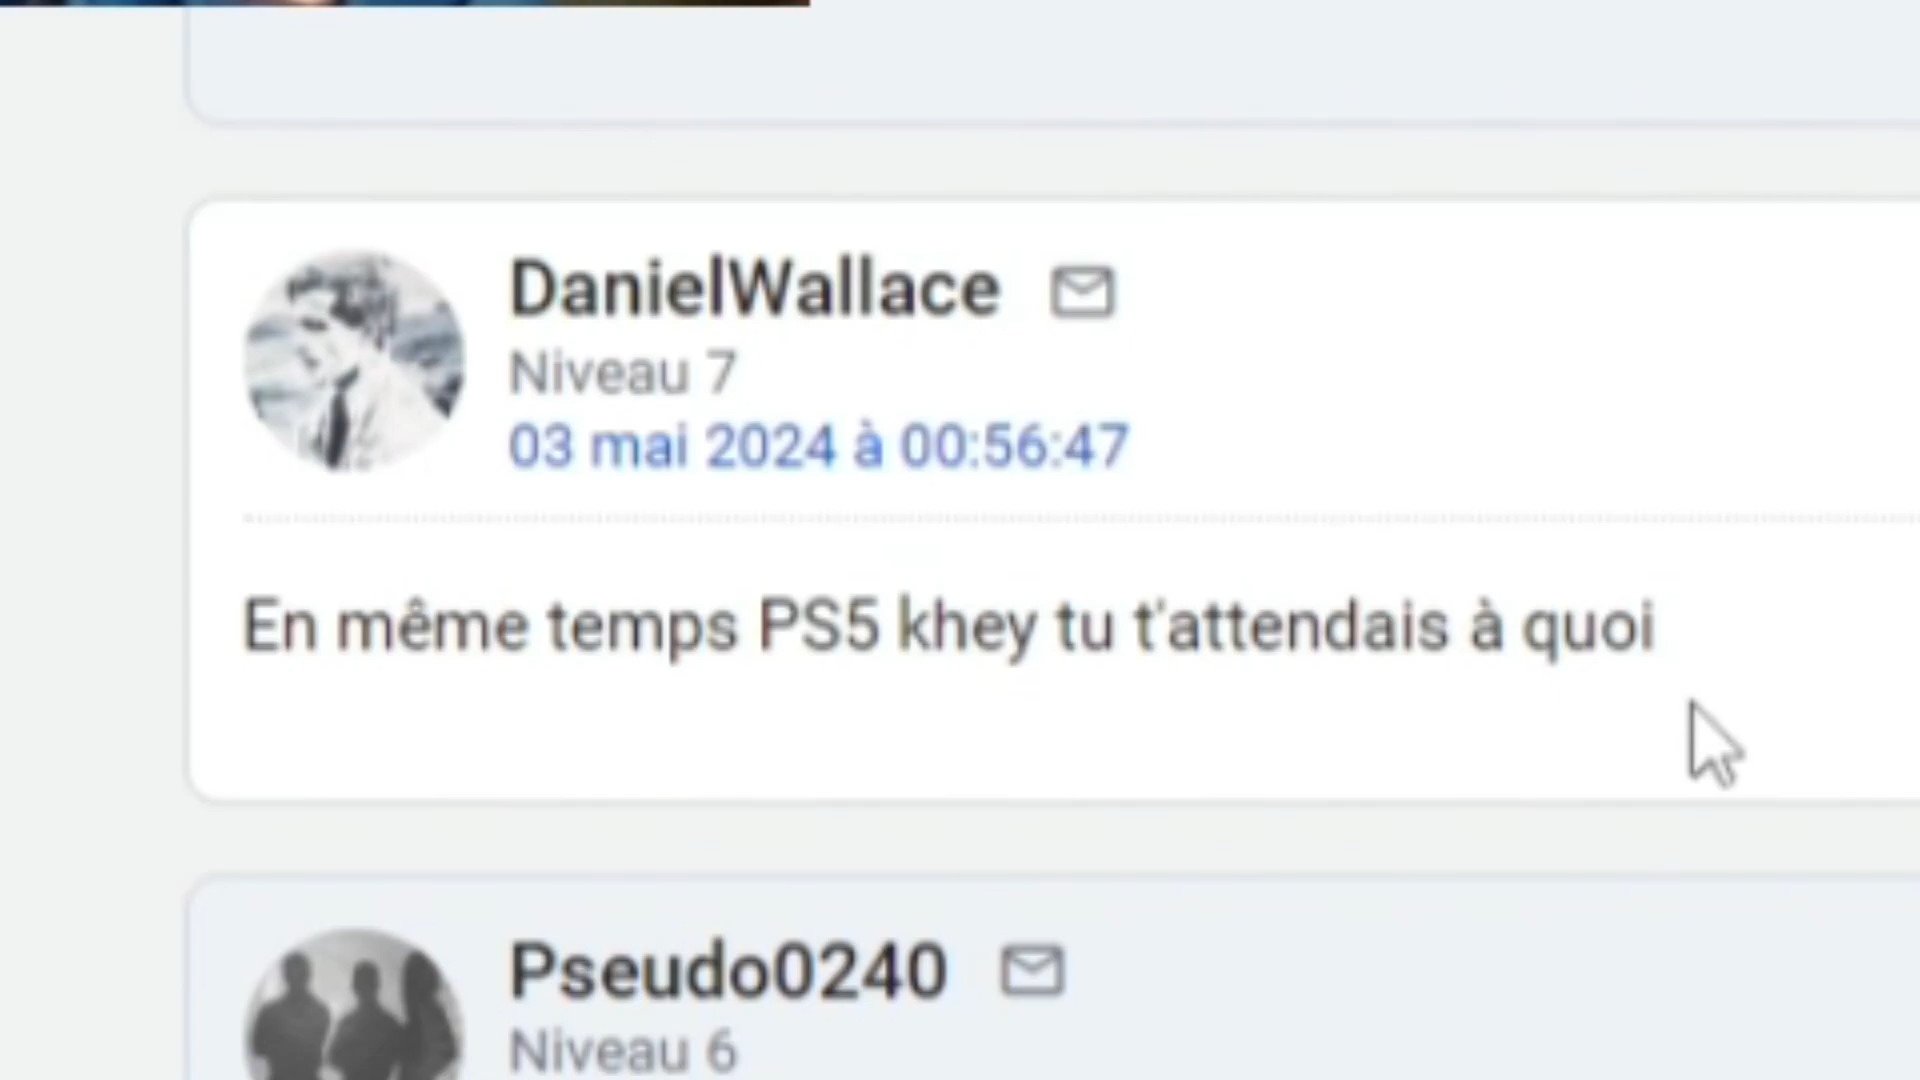 DanielWallace
Niveau 7
03 mai 2024 à 00:56:47
En même temps PS5 khey tu t'attendais à quoi
Pseudo0240
Niveau 6